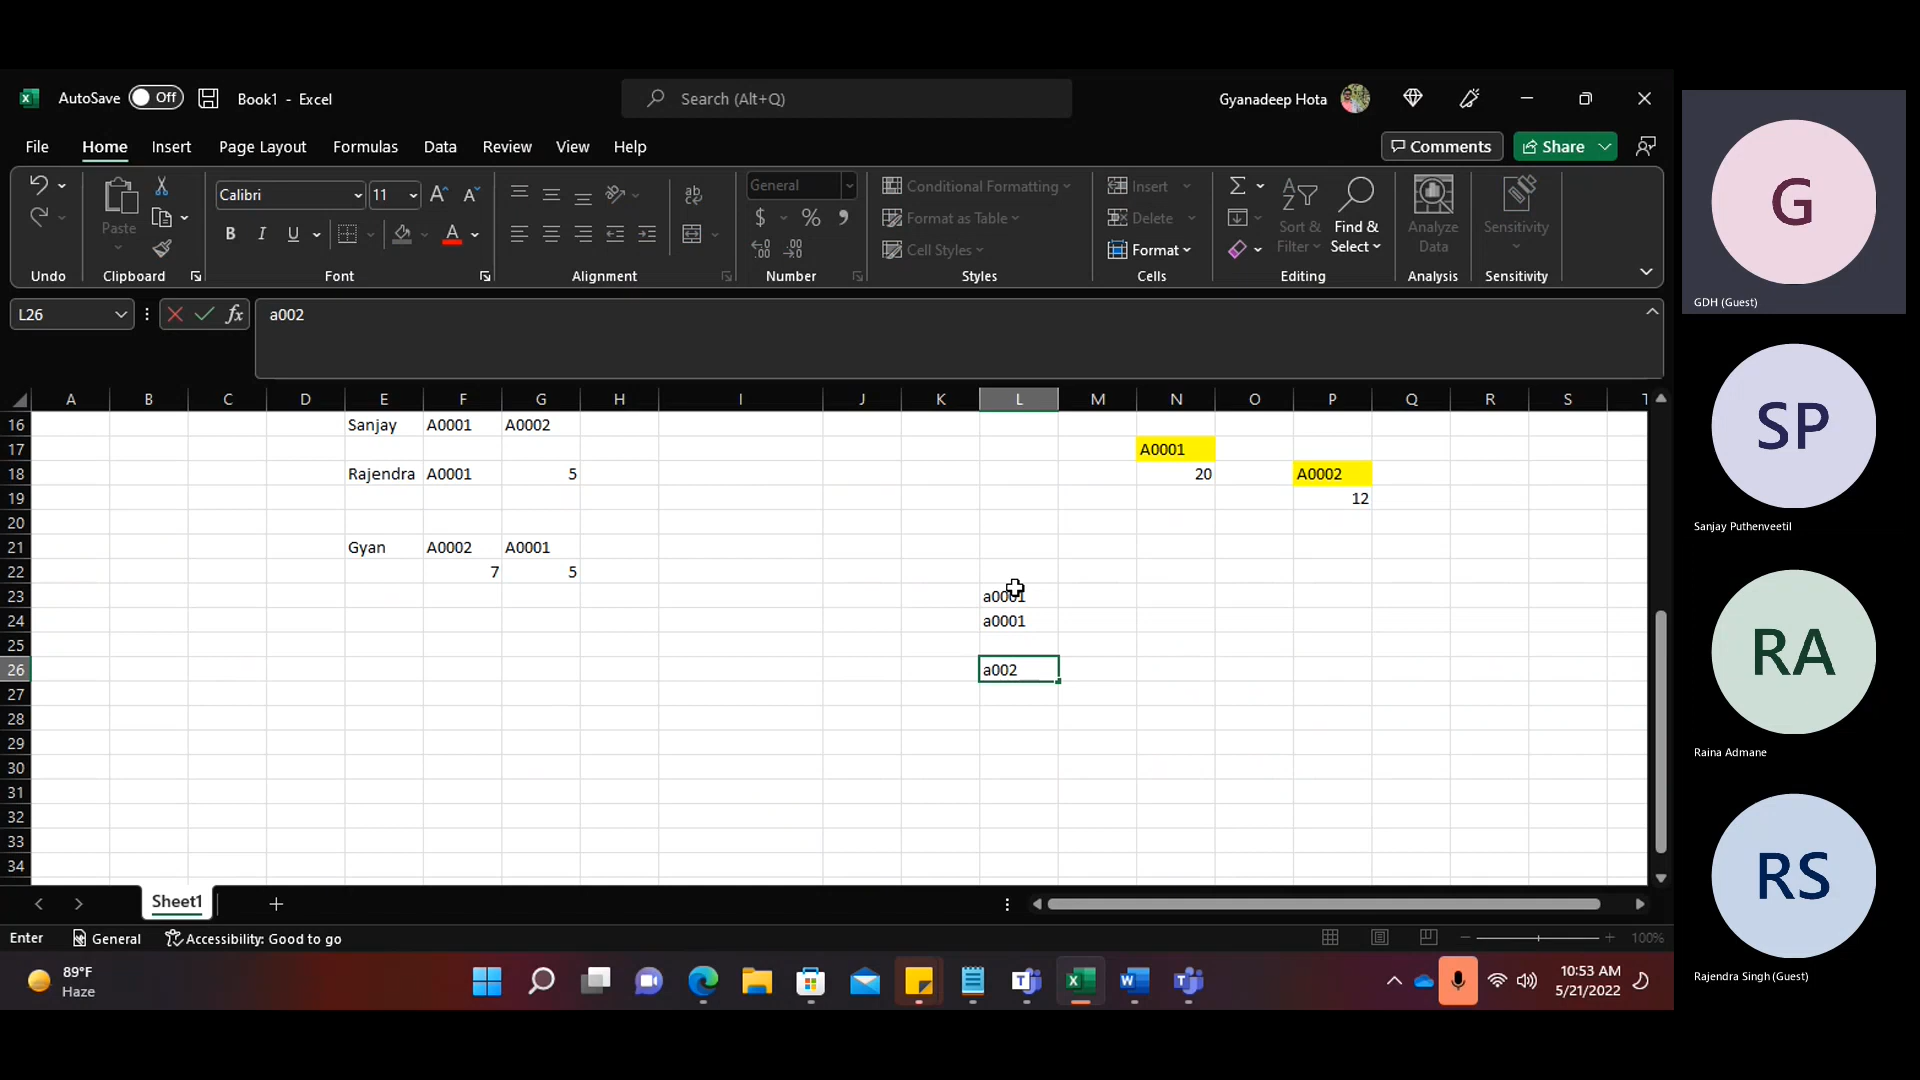 AutoSave Off Book1 - Excel Search (Alt+Q) Gyanadeep Hota
File Home Insert Page Layout Formulas Data Review View Help Comments Share
Calibri 11 General Conditional Formatting Insert
Paste B I U $ % Format as Table Delete Sort & Filter Find & Select Analyze Data Sensitivity
Cell Styles Format
Undo Clipboard Font Alignment Number Styles Cells Editing Analysis Sensitivity
L26 fx a002
A B C D E F G H I J K L M N O P Q R S T
16 Sanjay A0001 A0002
17 A0001
18 Rajendra A0001 5 20 A0002
19 12
20
21 Gyan A0002 A0001
22 7 5
23 a0001
24 a0001
25
26 a002
27
28
29
30
31
32
33
34
Sheet1
Enter General Accessibility: Good to go 100%
89°F
Haze
10:53 AM
5/21/2022
G
GDH (Guest)
SP
Sanjay Puthenveetil
RA
Raina Admane
RS
Rajendra Singh (Guest)